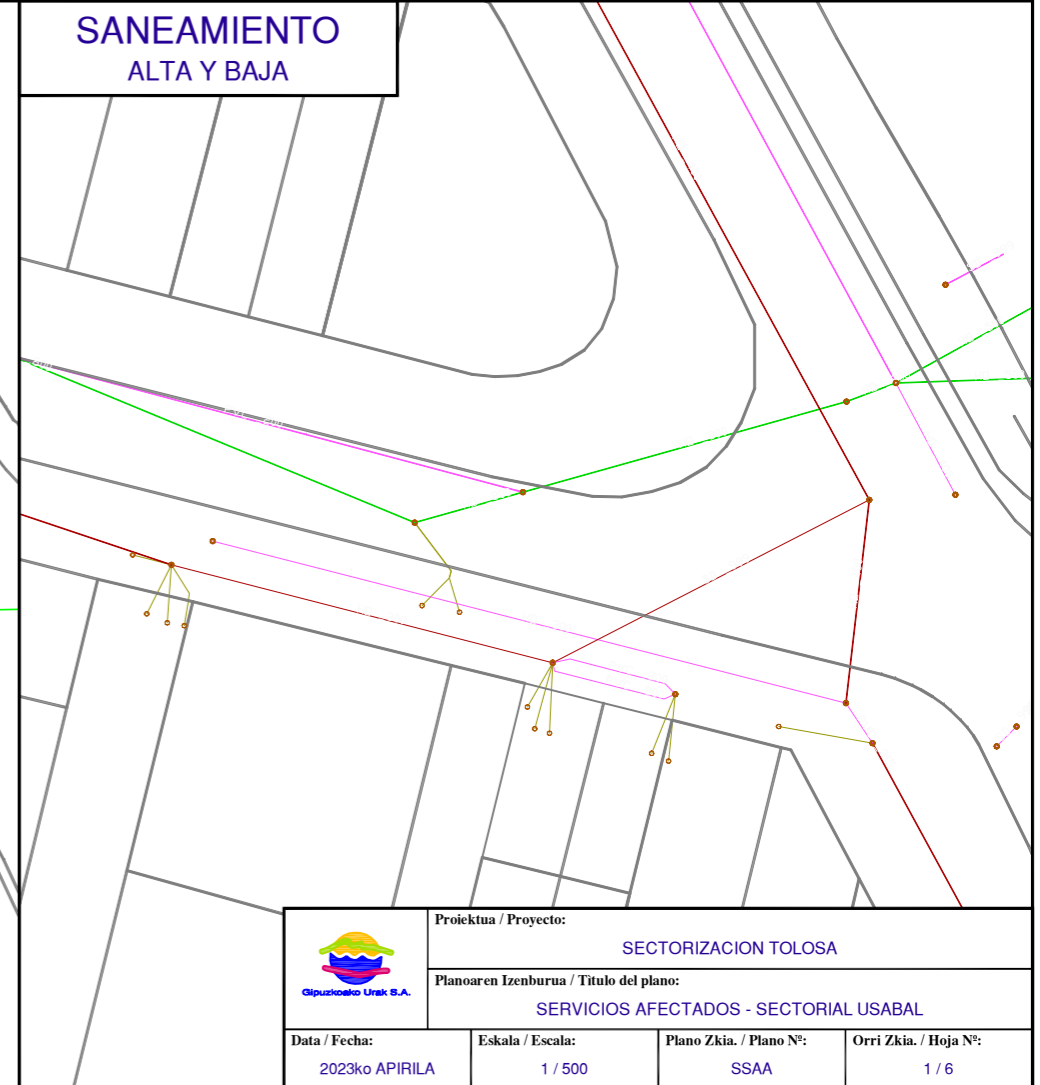 SANEAMIENTO
ALTA Y BAJA
Gipuzkoako Urak S.A.
Proiektua / Proyecto:
SECTORIZACION TOLOSA
Planoaren Izenburua / Titulo del plano:
SERVICIOS AFECTADOS - SECTORIAL USABAL
Data / Fecha:
2023ko APIRILA
Eskala / Escala:
1 / 500
Plano Zkia. / Plano Nº:
SSAA
Orri Zkia. / Hoja Nº:
1 / 6